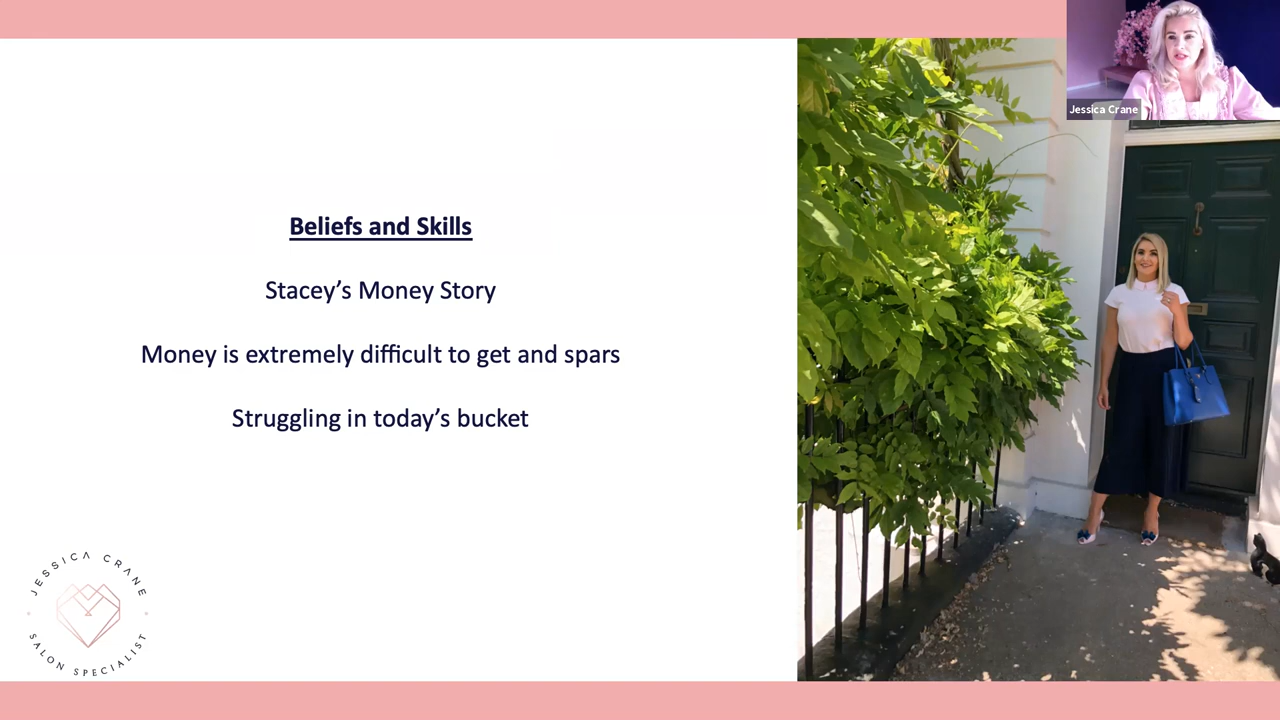 Jessica Crane
Beliefs and Skills
Stacey’s Money Story
Money is extremely difficult to get and spars
Struggling in today’s bucket
JESSICA CRANE
SALON SPECIALIST